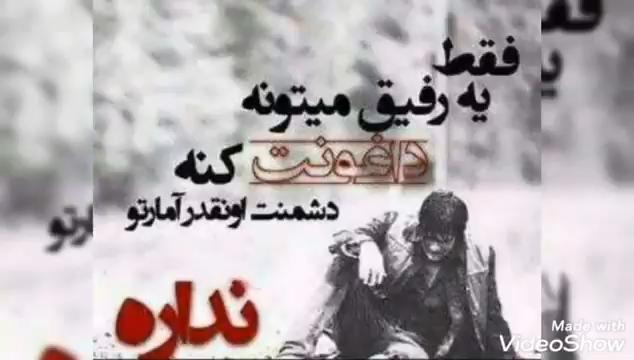 فقط
یه رفیق میتونه
داغونت کنه
دشمنت اونقدر آمارتو
نداره
Made with
VideoShow